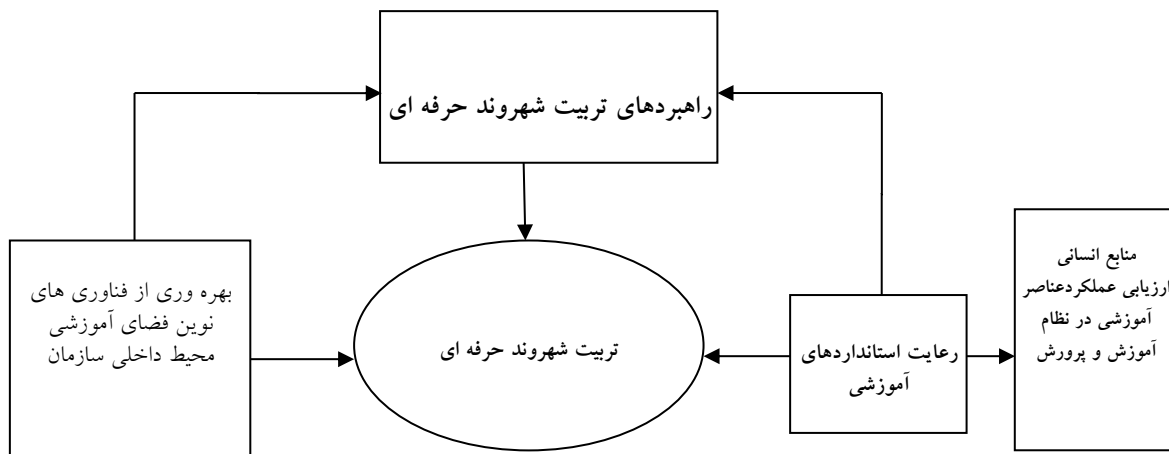 راهبردهای تربیت شهروند حرفه ای
منابع انسانی
ارزیابی عملکردعناصر
آموزشی در نظام
آموزش و پرورش
بهره وری از فناوری های
نوین فضای آموزشی
محیط داخلی سازمان
تربیت شهروند حرفه ای
رعایت استانداردهای
آموزشی